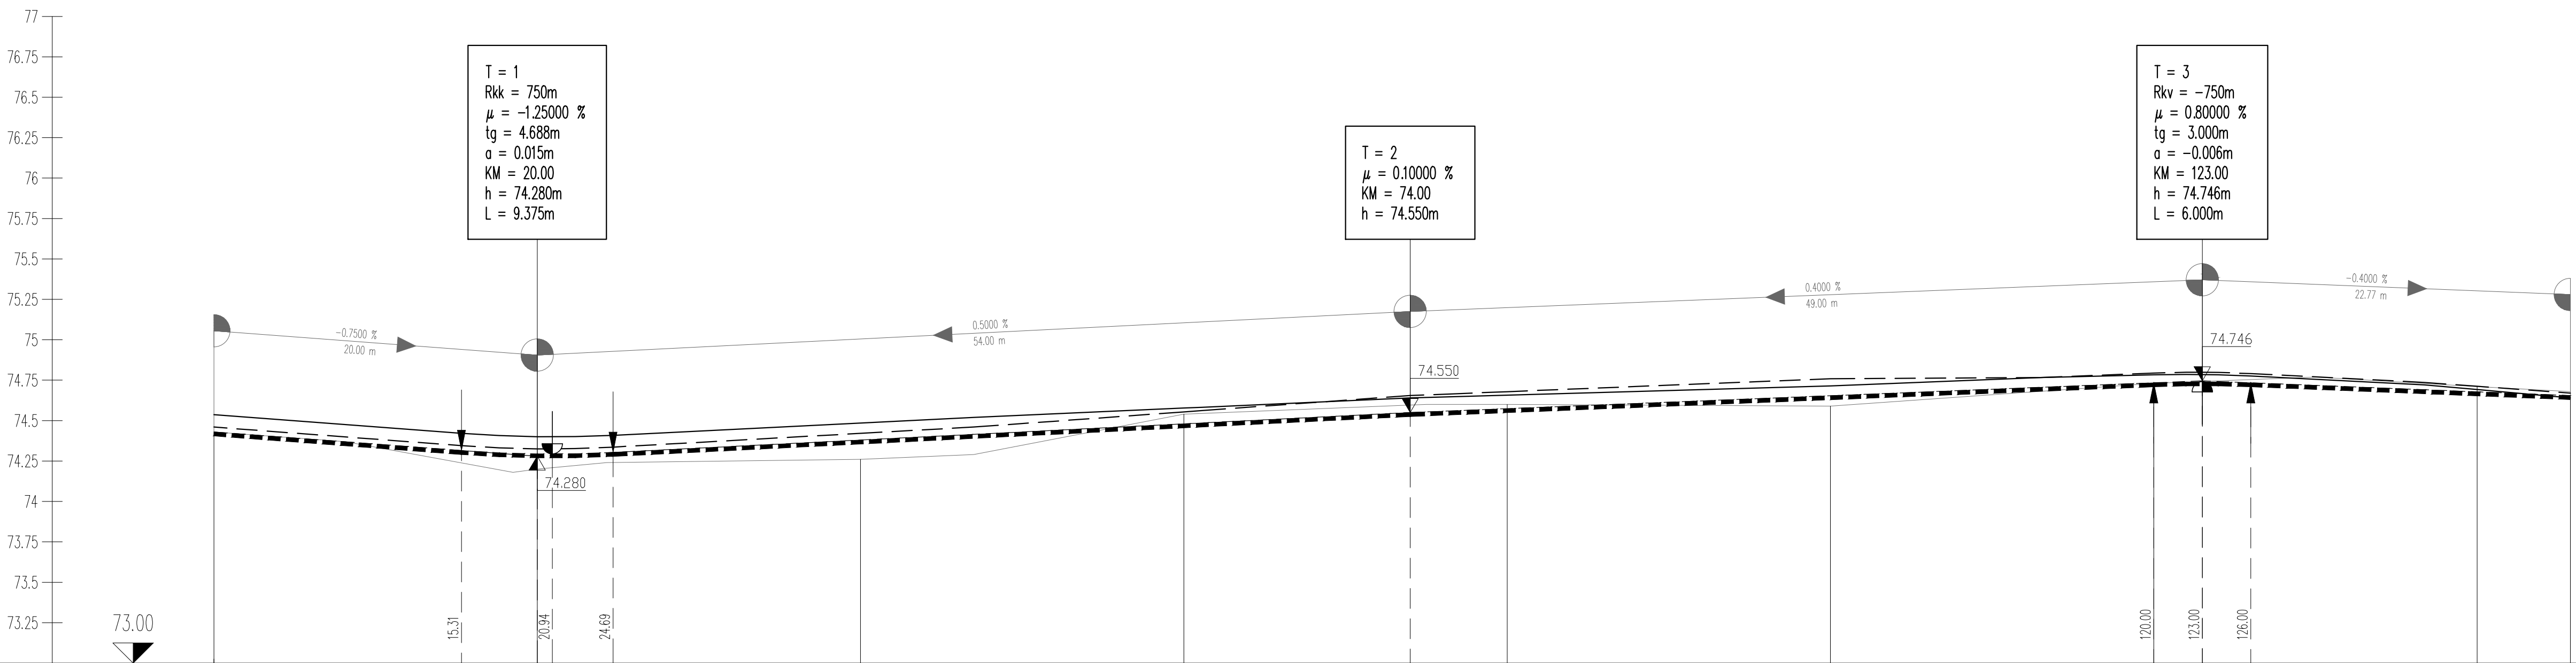 77
76.75
76.5
76.25
76
75.75
75.5
75.25
75
74.75
74.5
74.25
74
73.75
73.5
73.25
73.00
T = 1
Rkk = 750m
μ = -1.25000 %
tg = 4.688m
a = 0.015m
KM = 20.00
h = 74.280m
L = 9.375m
T = 2
μ = 0.10000 %
KM = 74.00
h = 74.550m
T = 3
Rkv = -750m
μ = 0.80000 %
tg = 3.000m
a = -0.006m
KM = 123.00
h = 74.746m
L = 6.000m
-0.7500 %
20.00 m
0.5000 %
54.00 m
0.4000 %
49.00 m
-0.4000 %
22.77 m
74.280
74.550
74.746
15.31
20.94
24.69
120.00
123.00
126.00